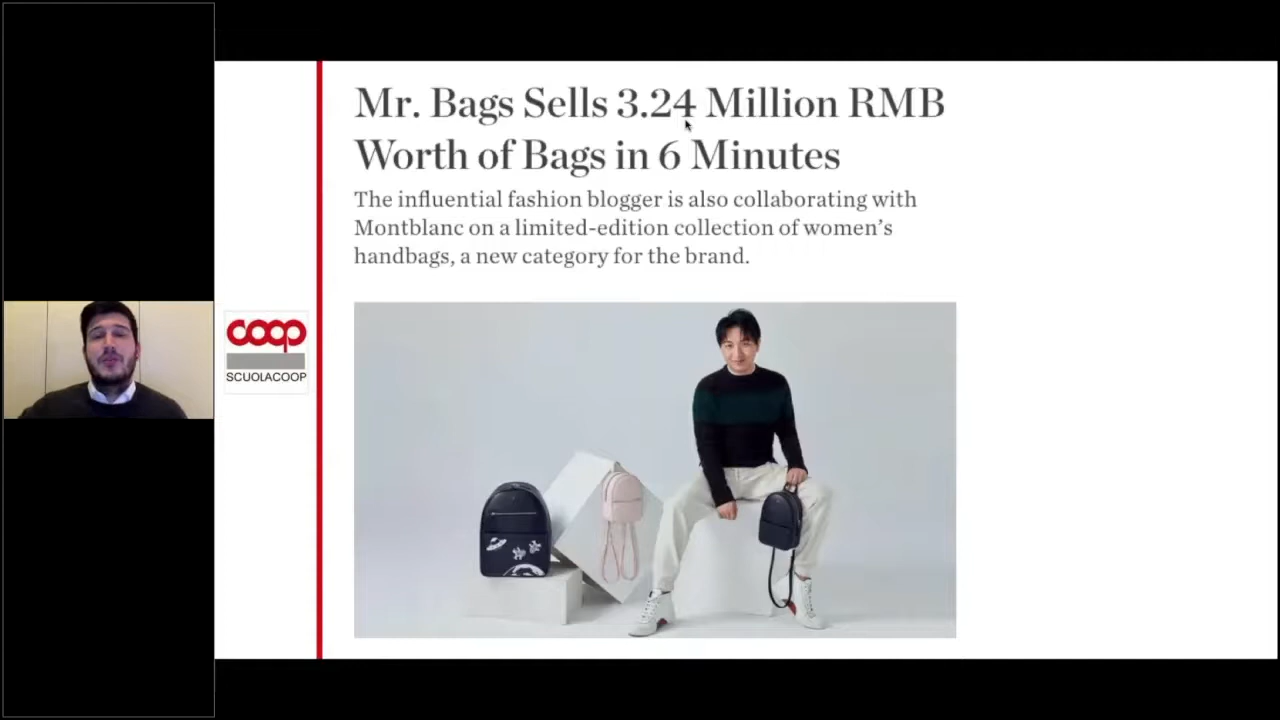 Mr. Bags Sells 3.24 Million RMB
Worth of Bags in 6 Minutes
The influential fashion blogger is also collaborating with
Montblanc on a limited-edition collection of women’s
handbags, a new category for the brand.
coop
SCUOLACOOP